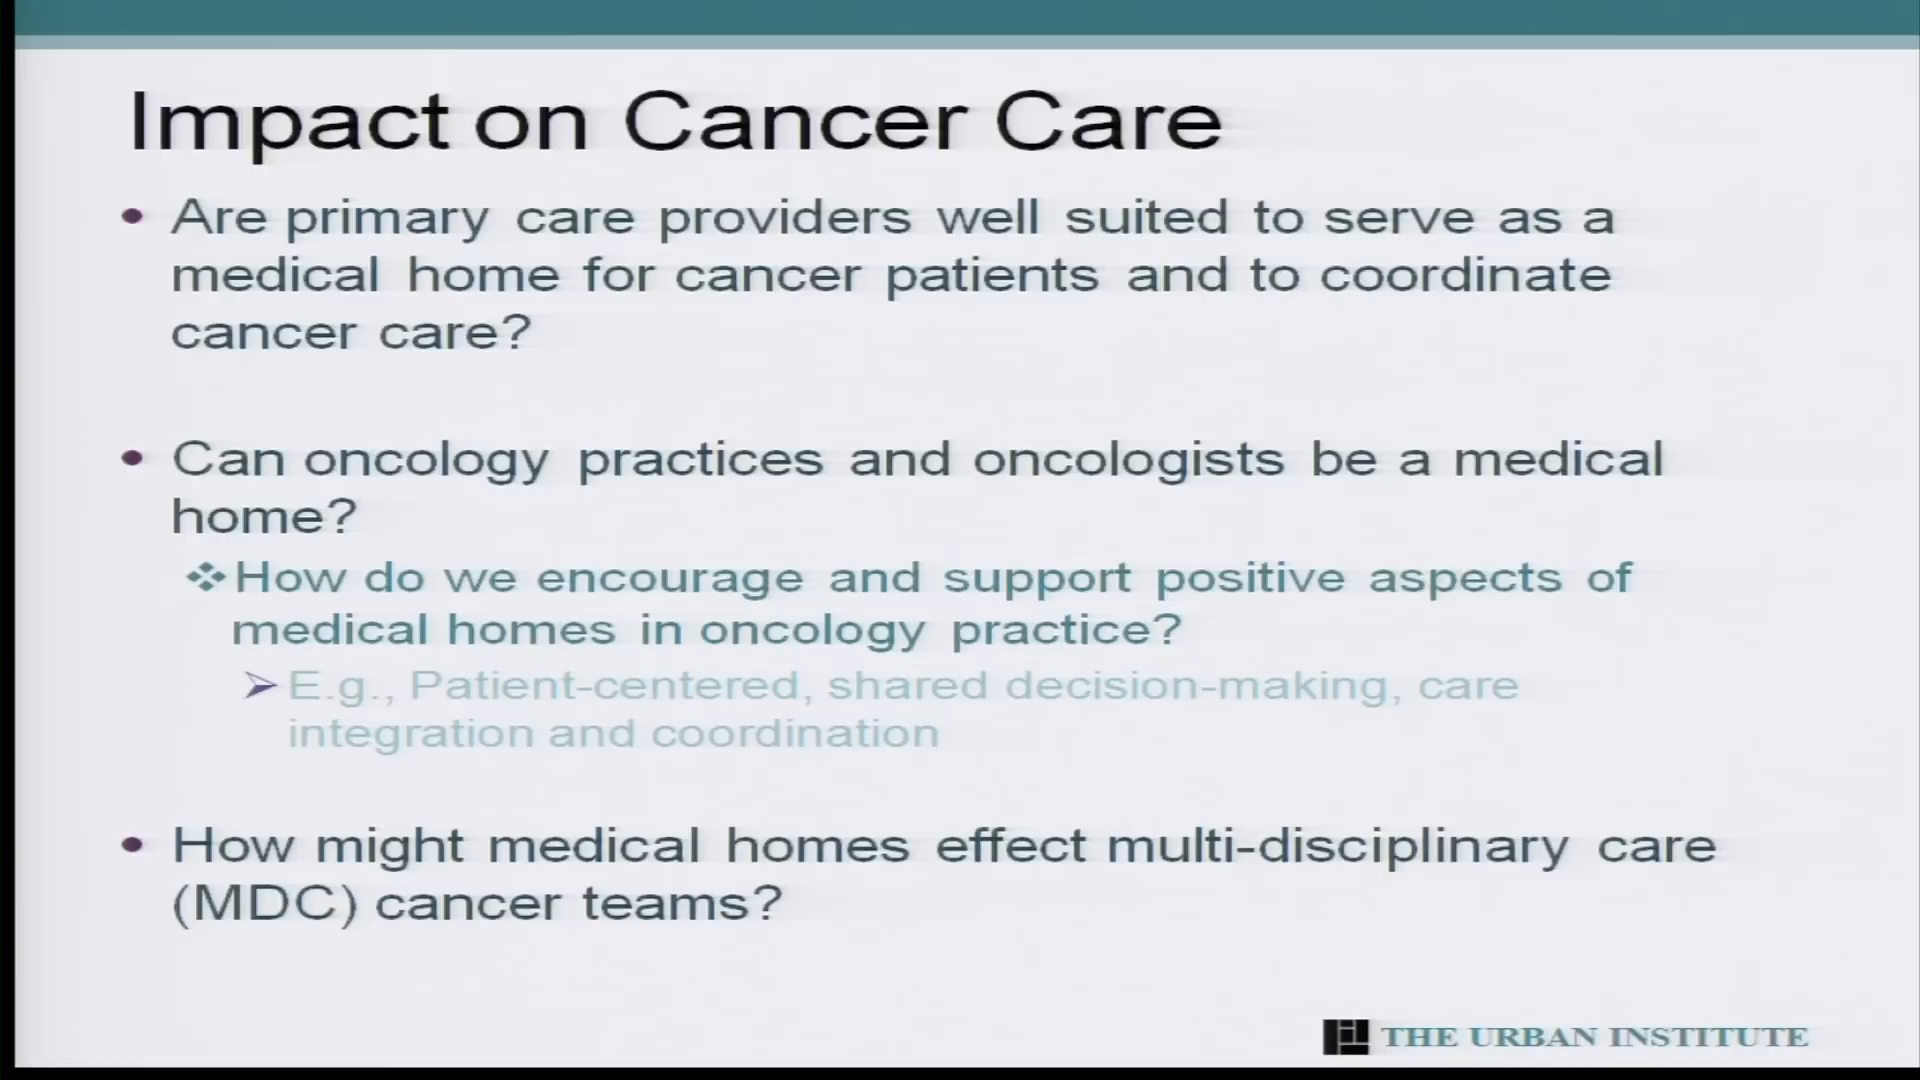 Impact on Cancer Care
• Are primary care providers well suited to serve as a
medical home for cancer patients and to coordinate
cancer care?
• Can oncology practices and oncologists be a medical
home?
❖How do we encourage and support positive aspects of
medical homes in oncology practice?
➢E.g., Patient-centered, shared decision-making, care
integration and coordination
• How might medical homes effect multi-disciplinary care
(MDC) cancer teams?
THE URBAN INSTITUTE